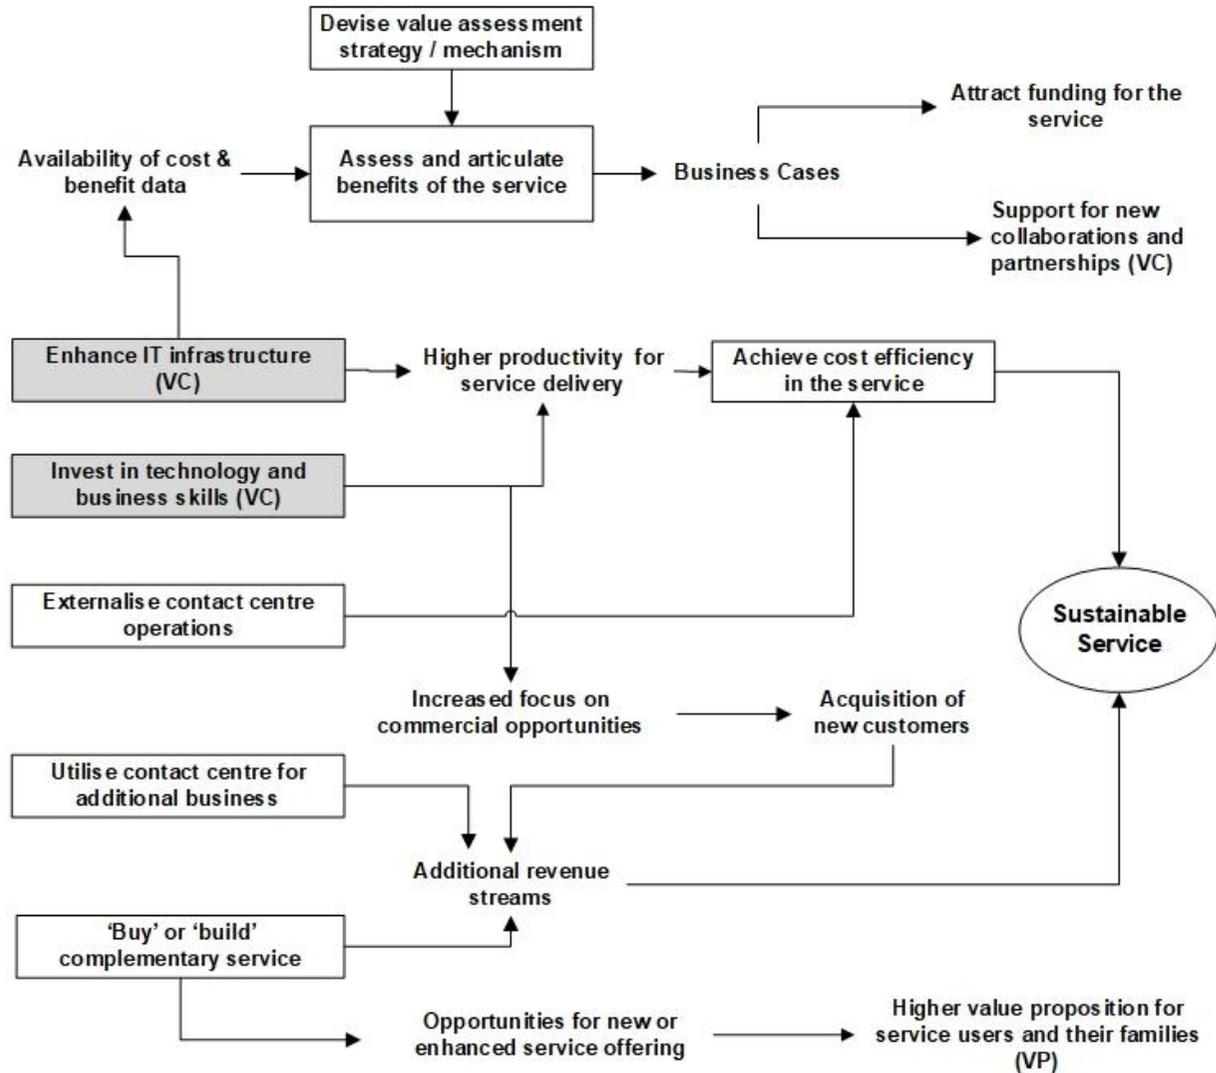 Devise value assessment
strategy / mechanism
Attract funding for the
service
Availability of cost &
benefit data
Assess and articulate
benefits of the service
Business Cases
Support for new
collaborations and
partnerships (VC)
Enhance IT infrastructure
(VC)
Higher productivity for
service delivery
Achieve cost efficiency
in the service
Invest in technology and
business skills (VC)
Externalise contact centre
operations
Sustainable
Service
Increased focus on
commercial opportunities
Acquisition of
new customers
Utilise contact centre for
additional business
Additional revenue
streams
‘Buy’ or ‘build’
complementary service
Opportunities for new or
enhanced service offering
Higher value proposition for
service users and their families
(VP)